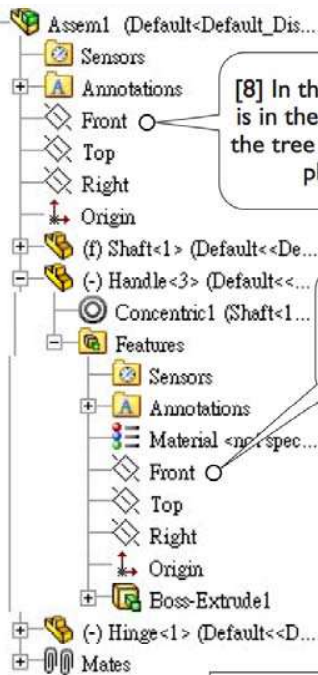 Assem1 (Default<Default_Dis...
Sensors
Annotations
Front
Top
Right
Origin
(f) Shaft<1> (Default<<De...
(-) Handle<3> (Default<<...
Concentric1 (Shaft<1...
Features
Sensors
Annotations
Material <not spec...
Front
Top
Right
Origin
Boss-Extrude1
(-) Hinge<1> (Default<<D...
Mates
[8] In th
is in the
the tree
pl